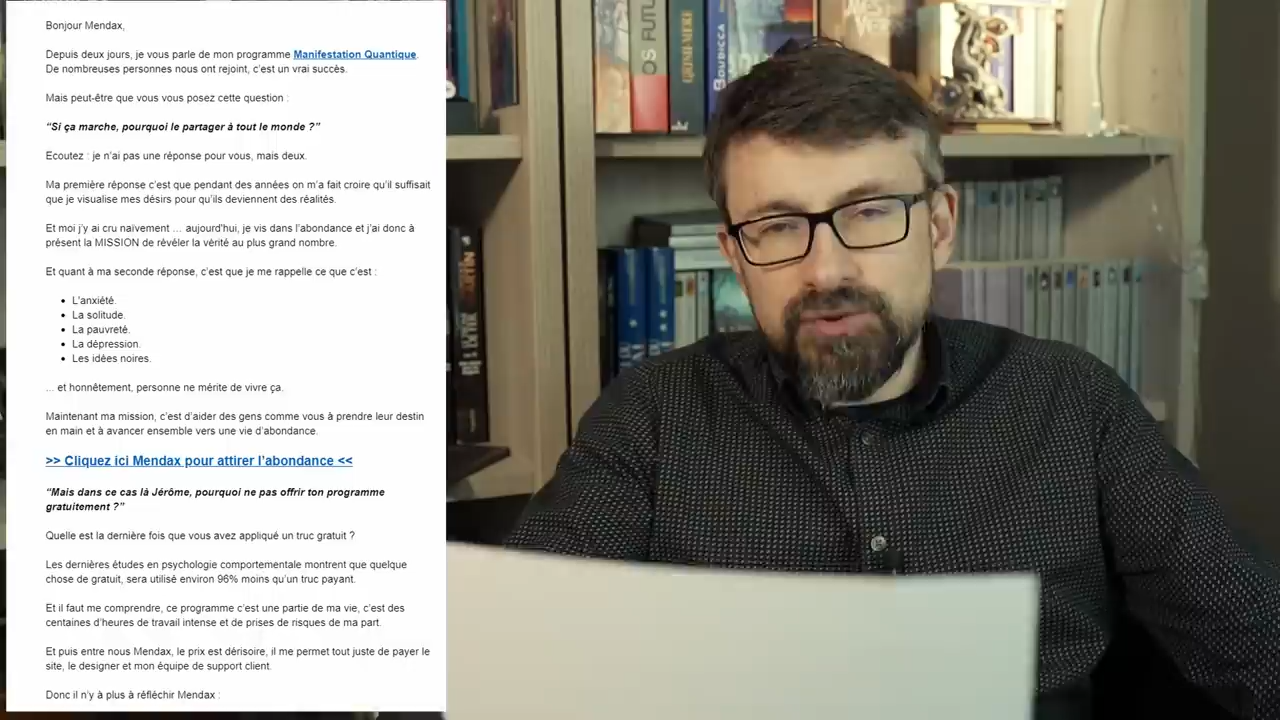 Bonjour Mendax,
Depuis deux jours, je vous parle de mon programme Manifestation Quantique.
De nombreuses personnes nous ont rejoint, c'est un vrai succès.
Mais peut-être que vous vous posez cette question :
“Si ça marche, pourquoi le partager à tout le monde ?”
Ecoutez : je n'ai pas une réponse pour vous, mais deux.
Ma première réponse c'est que pendant des années on m'a fait croire qu'il suffisait
que je visualise mes désirs pour qu'ils deviennent des réalités.
Et moi j'y ai cru naïvement … aujourd'hui, je vis dans l'abondance et j'ai donc à
présent la MISSION de révéler la vérité au plus grand nombre.
Et quant à ma seconde réponse, c'est que je me rappelle ce que c'est :
• L'anxiété.
• La solitude.
• La pauvreté.
• La dépression.
• Les idées noires.
... et honnêtement, personne ne mérite de vivre ça.
Maintenant ma mission, c'est d'aider des gens comme vous à prendre leur destin
en main et à avancer ensemble vers une vie d'abondance.
>> Cliquez ici Mendax pour attirer l'abondance <<
“Mais dans ce cas là Jérôme, pourquoi ne pas offrir ton programme
gratuitement ?”
Quelle est la dernière fois que vous avez appliqué un truc gratuit ?
Les dernières études en psychologie comportementale montrent que quelque
chose de gratuit, sera utilisé environ 96% moins qu'un truc payant.
Et il faut me comprendre, ce programme c'est une partie de ma vie, c'est des
centaines d'heures de travail intense et de prises de risques de ma part.
Et puis entre nous Mendax, le prix est dérisoire, il me permet tout juste de payer le
site, le designer et mon équipe de support client.
Donc il n'y à plus à réfléchir Mendax :
BOUDICCA